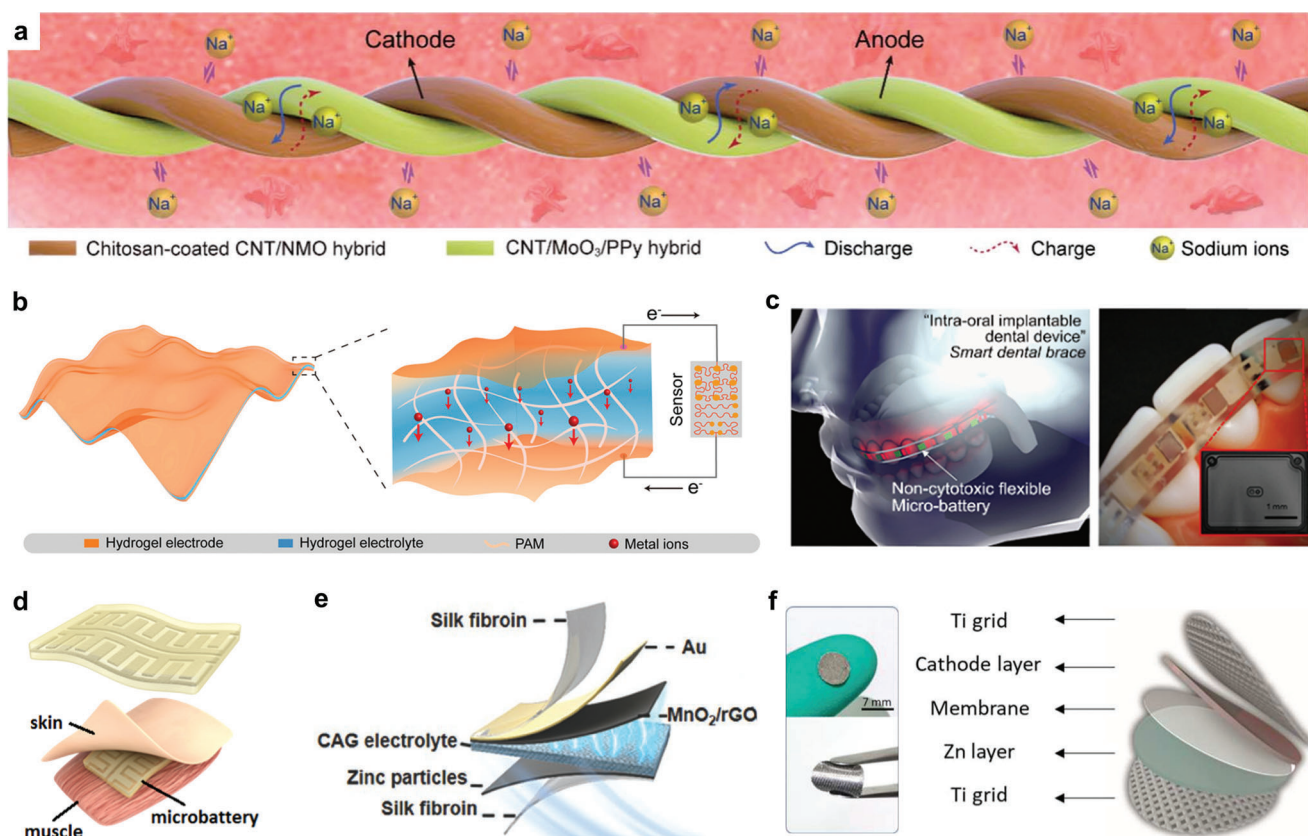 a
Na+ Na+ Na+ Na+ Na+
Cathode
Anode
Na+ Na+ Na+ Na+ Na+ Na+
Na+ Na+ Na+ Na+ Na+
Chitosan-coated CNT/NMO hybrid
CNT/MoO₃/PPy hybrid
Discharge
Charge
Na+ Sodium ions
b
e-
Sensor
e-
Hydrogel electrode
Hydrogel electrolyte
PAM
Metal ions
c
"Intra-oral implantable
dental device"
Smart dental brace
Non-cytotoxic flexible
Micro-battery
1 mm
d
skin
muscle
microbattery
e
Silk fibroin
Au
MnO₂/rGO
CAG electrolyte
Zinc particles
Silk fibroin
f
7 mm
Ti grid
Cathode layer
Membrane
Zn layer
Ti grid